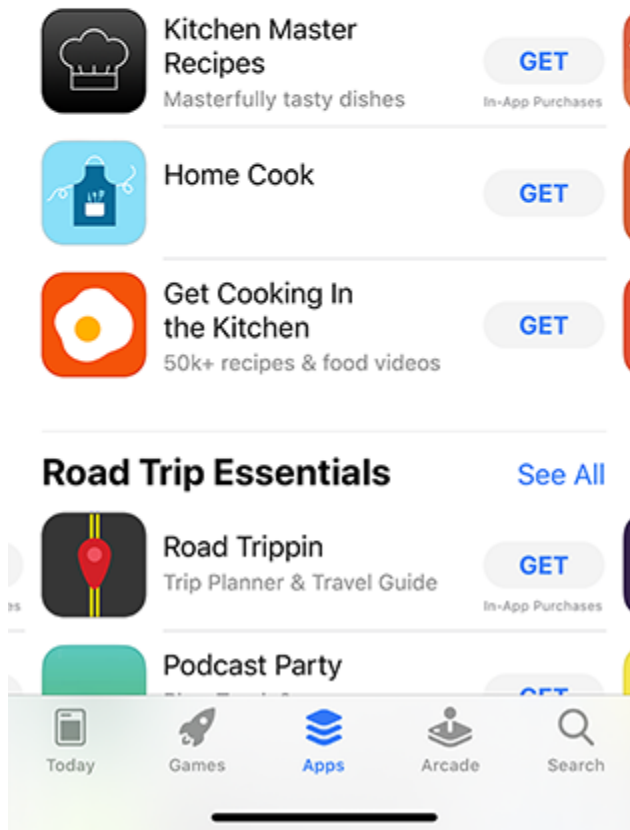 Kitchen Master
Recipes
GET
Masterfully tasty dishes
In-App Purchases
Home Cook
GET
Get Cooking In
the Kitchen
GET
50k+ recipes & food videos
Road Trip Essentials
See All
Road Trippin
GET
Trip Planner & Travel Guide
In-App Purchases
Podcast Party
GET
Today
Games
Apps
Arcade
Search